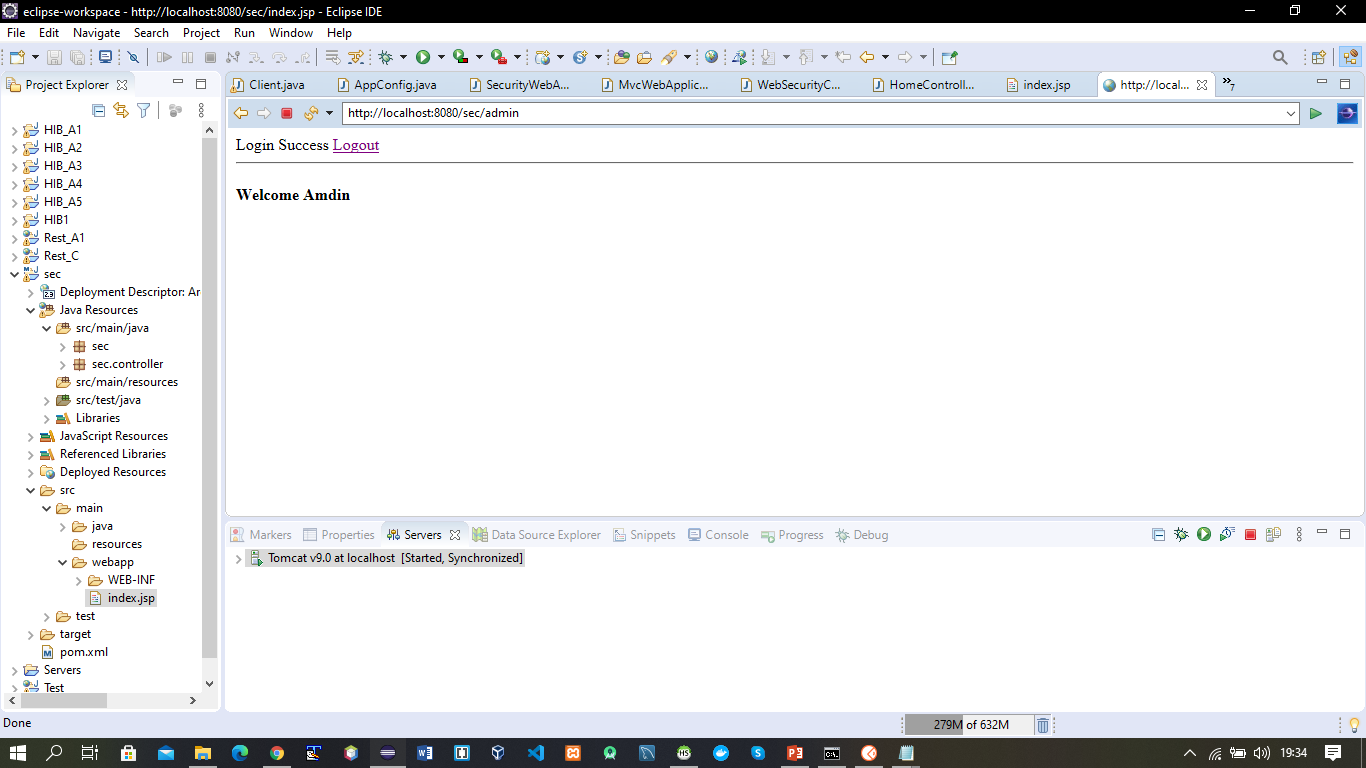 eclipse-workspace - http://localhost:8080/sec/index.jsp - Eclipse IDE
File Edit Navigate Search Project Run Window Help
Project Explorer
Client.java AppConfig.java SecurityWebA... MvcWebApplic... WebSecurityC... HomeControll... index.jsp http://local... »7
http://localhost:8080/sec/admin
HIB_A1
HIB_A2
HIB_A3
HIB_A4
HIB_A5
HIB1
Rest_A1
Rest_C
sec
Deployment Descriptor: Ar
Java Resources
src/main/java
sec
sec.controller
src/main/resources
src/test/java
Libraries
JavaScript Resources
Referenced Libraries
Deployed Resources
src
main
java
resources
webapp
WEB-INF
index.jsp
test
target
pom.xml
Servers
Test
Login Success Logout
Welcome Amdin
Markers Properties Servers Data Source Explorer Snippets Console Progress Debug
Tomcat v9.0 at localhost [Started, Synchronized]
Done
279M of 632M
19:34